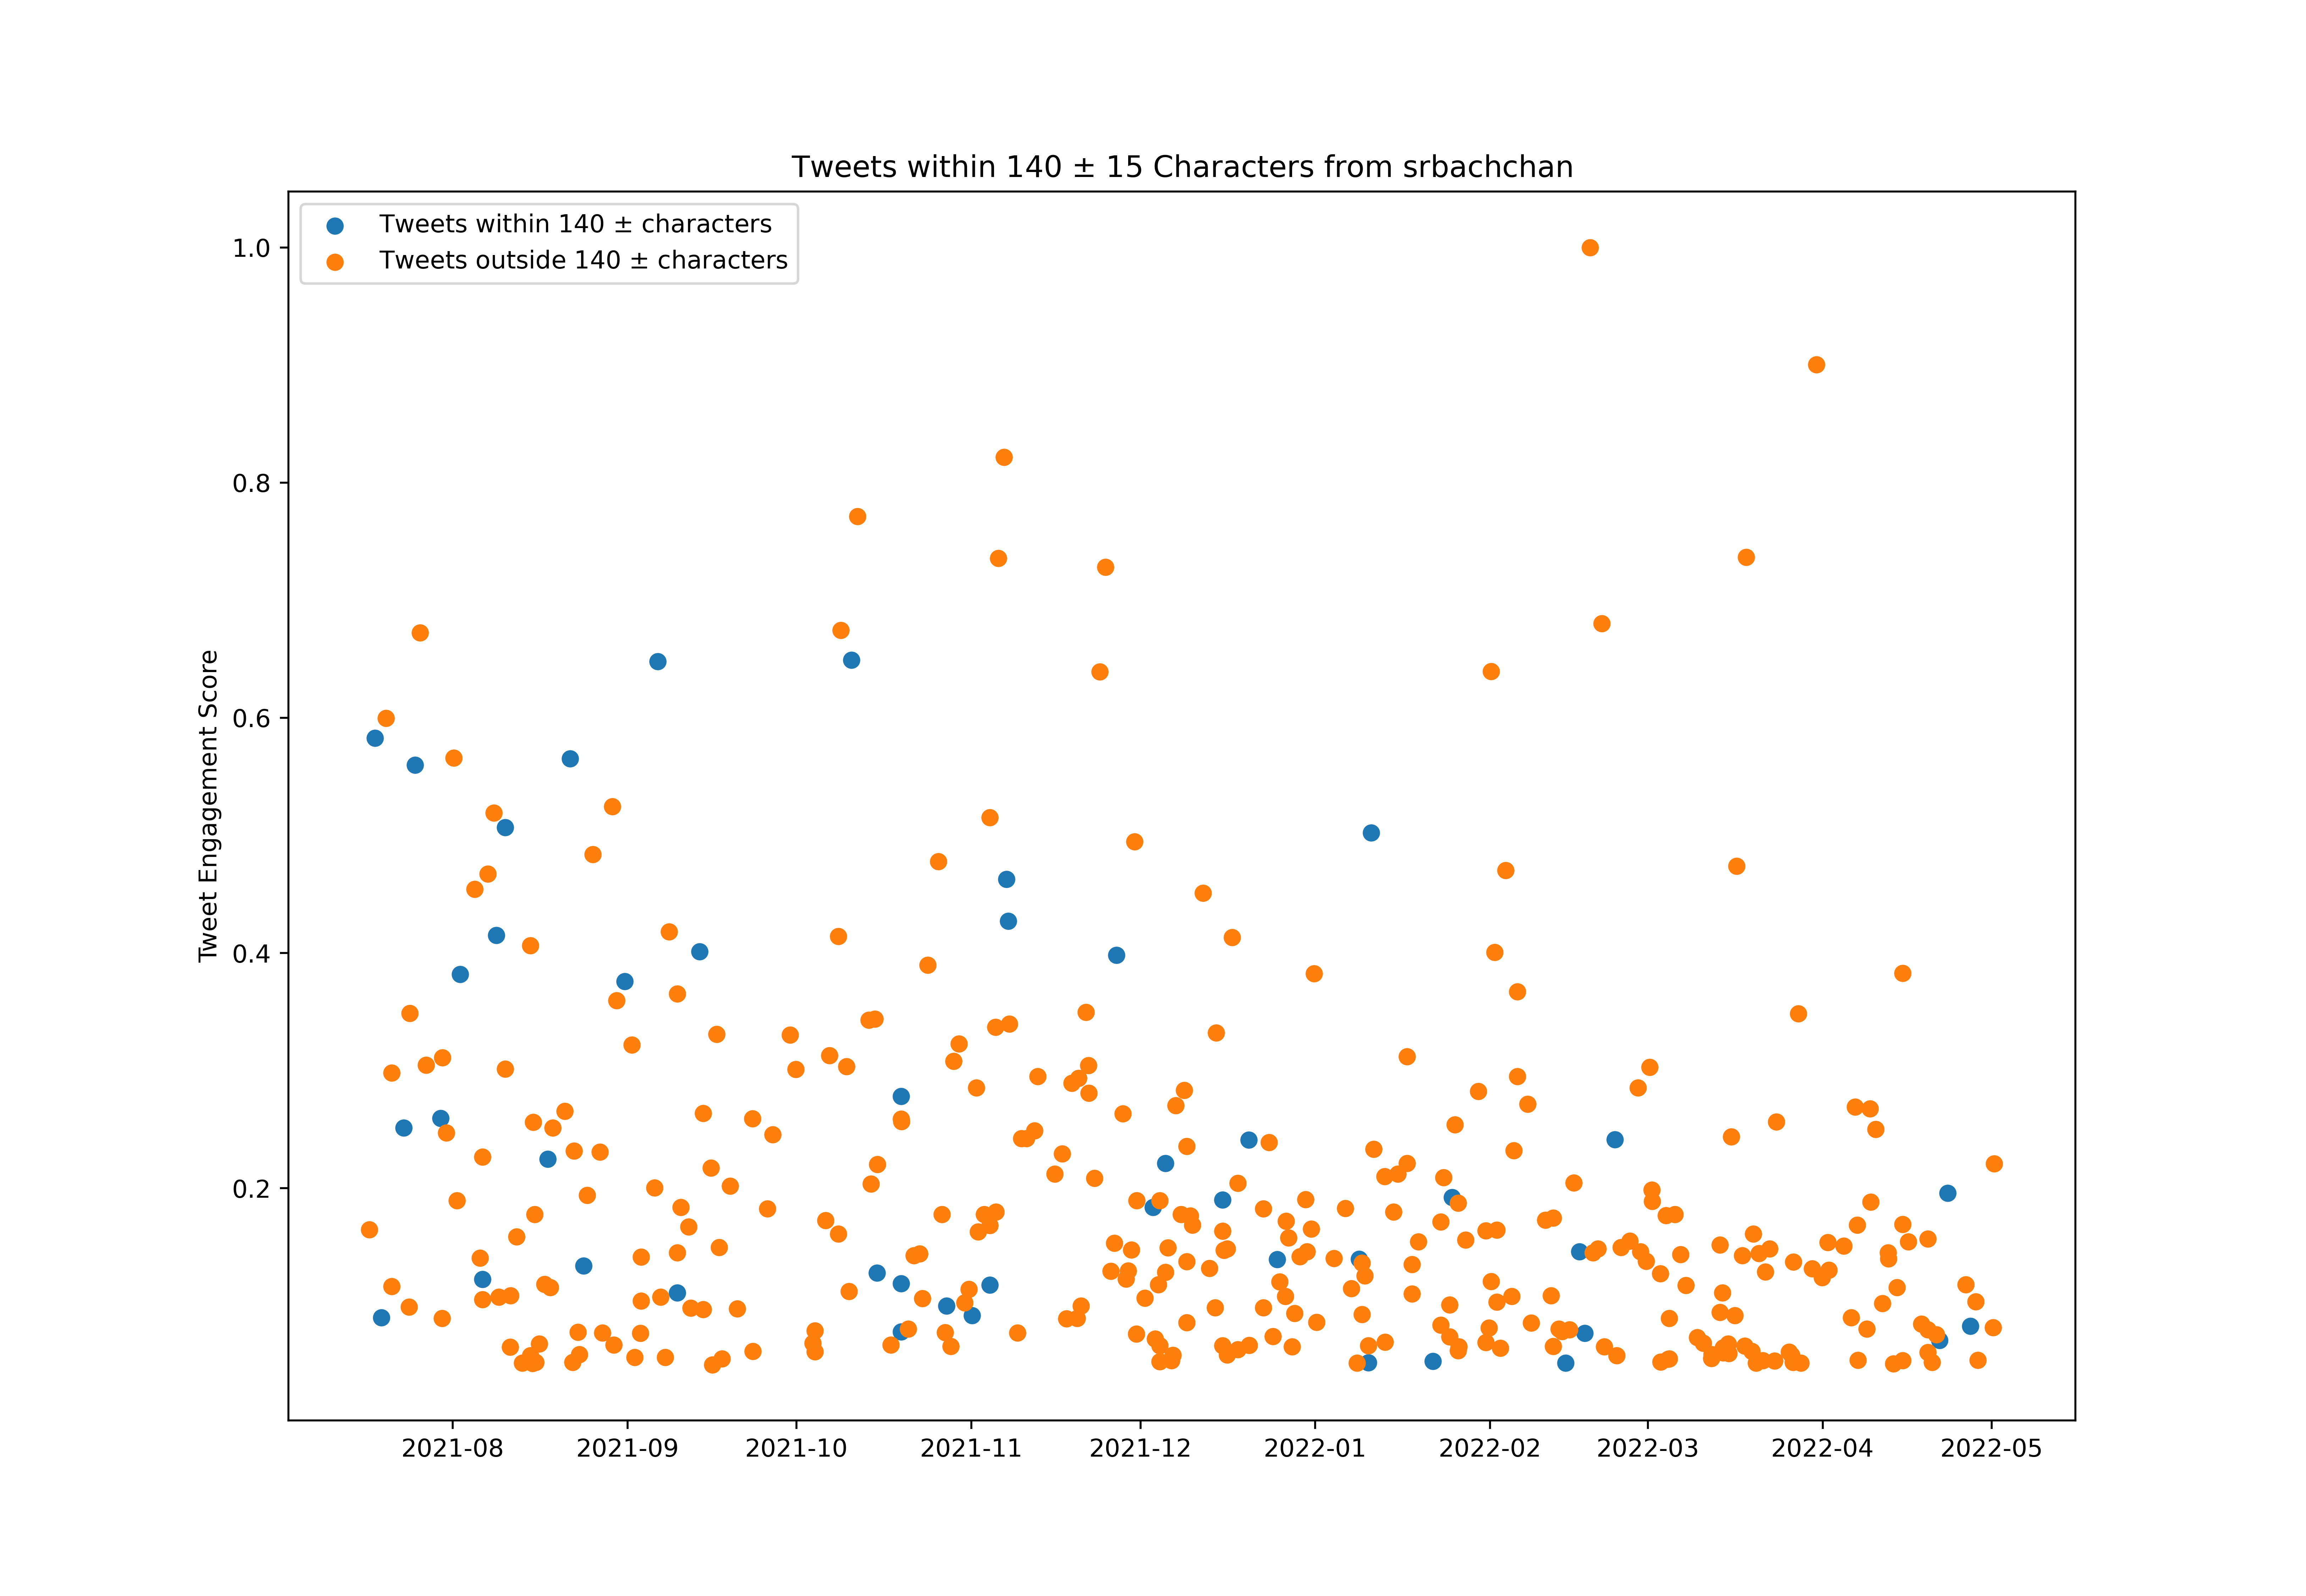 Tweets within 140 ± 15 Characters from srbachchan
Tweets within 140 ± characters
Tweets outside 140 ± characters
Tweet Engagement Score
1.0
0.8
0.6
0.4
0.2
2021-08 2021-09 2021-10 2021-11 2021-12 2022-01 2022-02 2022-03 2022-04 2022-05